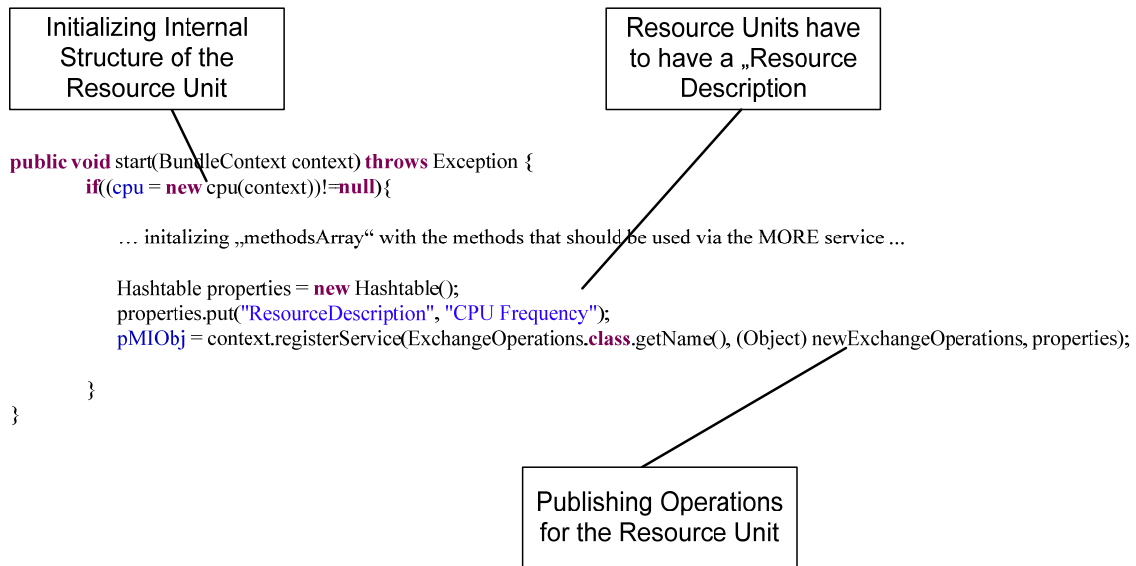 Initializing Internal
Structure of the
Resource Unit
Resource Units have
to have a „Resource
Description
public void start(BundleContext context) throws Exception {
if((cpu = new cpu(context))!=null){
… initalizing „methodsArray“ with the methods that should be used via the MORE service ...
Hashtable properties = new Hashtable();
properties.put("ResourceDescription", "CPU Frequency");
pMIObj = context.registerService(ExchangeOperations.class.getName(), (Object) newExchangeOperations, properties);
}
}
Publishing Operations
for the Resource Unit